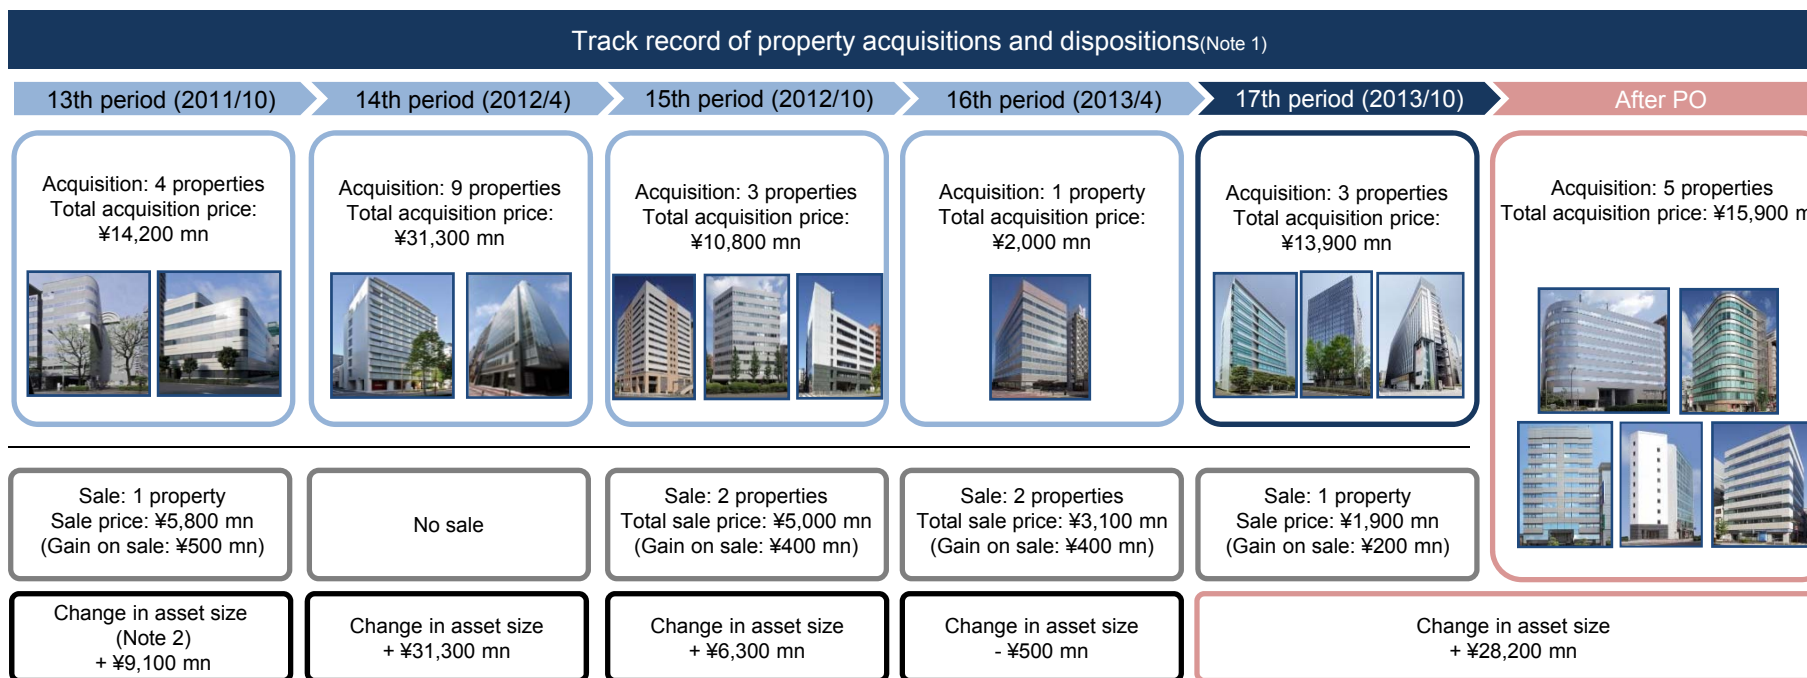 Track record of property acquisitions and dispositions(Note 1)
13th period (2011/10)
14th period (2012/4)
15th period (2012/10)
16th period (2013/4)
17th period (2013/10)
After PO
Acquisition: 4 properties
Total acquisition price:
¥14,200 mn
Acquisition: 9 properties
Total acquisition price:
¥31,300 mn
Acquisition: 3 properties
Total acquisition price:
¥10,800 mn
Acquisition: 1 property
Total acquisition price:
¥2,000 mn
Acquisition: 3 properties
Total acquisition price:
¥13,900 mn
Acquisition: 5 properties
Total acquisition price: ¥15,900 m
Sale: 1 property
Sale price: ¥5,800 mn
(Gain on sale: ¥500 mn)
No sale
Sale: 2 properties
Total sale price: ¥5,000 mn
(Gain on sale: ¥400 mn)
Sale: 2 properties
Total sale price: ¥3,100 mn
(Gain on sale: ¥400 mn)
Sale: 1 property
Sale price: ¥1,900 mn
(Gain on sale: ¥200 mn)
Change in asset size
(Note 2)
+ ¥9,100 mn
Change in asset size
+ ¥31,300 mn
Change in asset size
+ ¥6,300 mn
Change in asset size
- ¥500 mn
Change in asset size
+ ¥28,200 mn